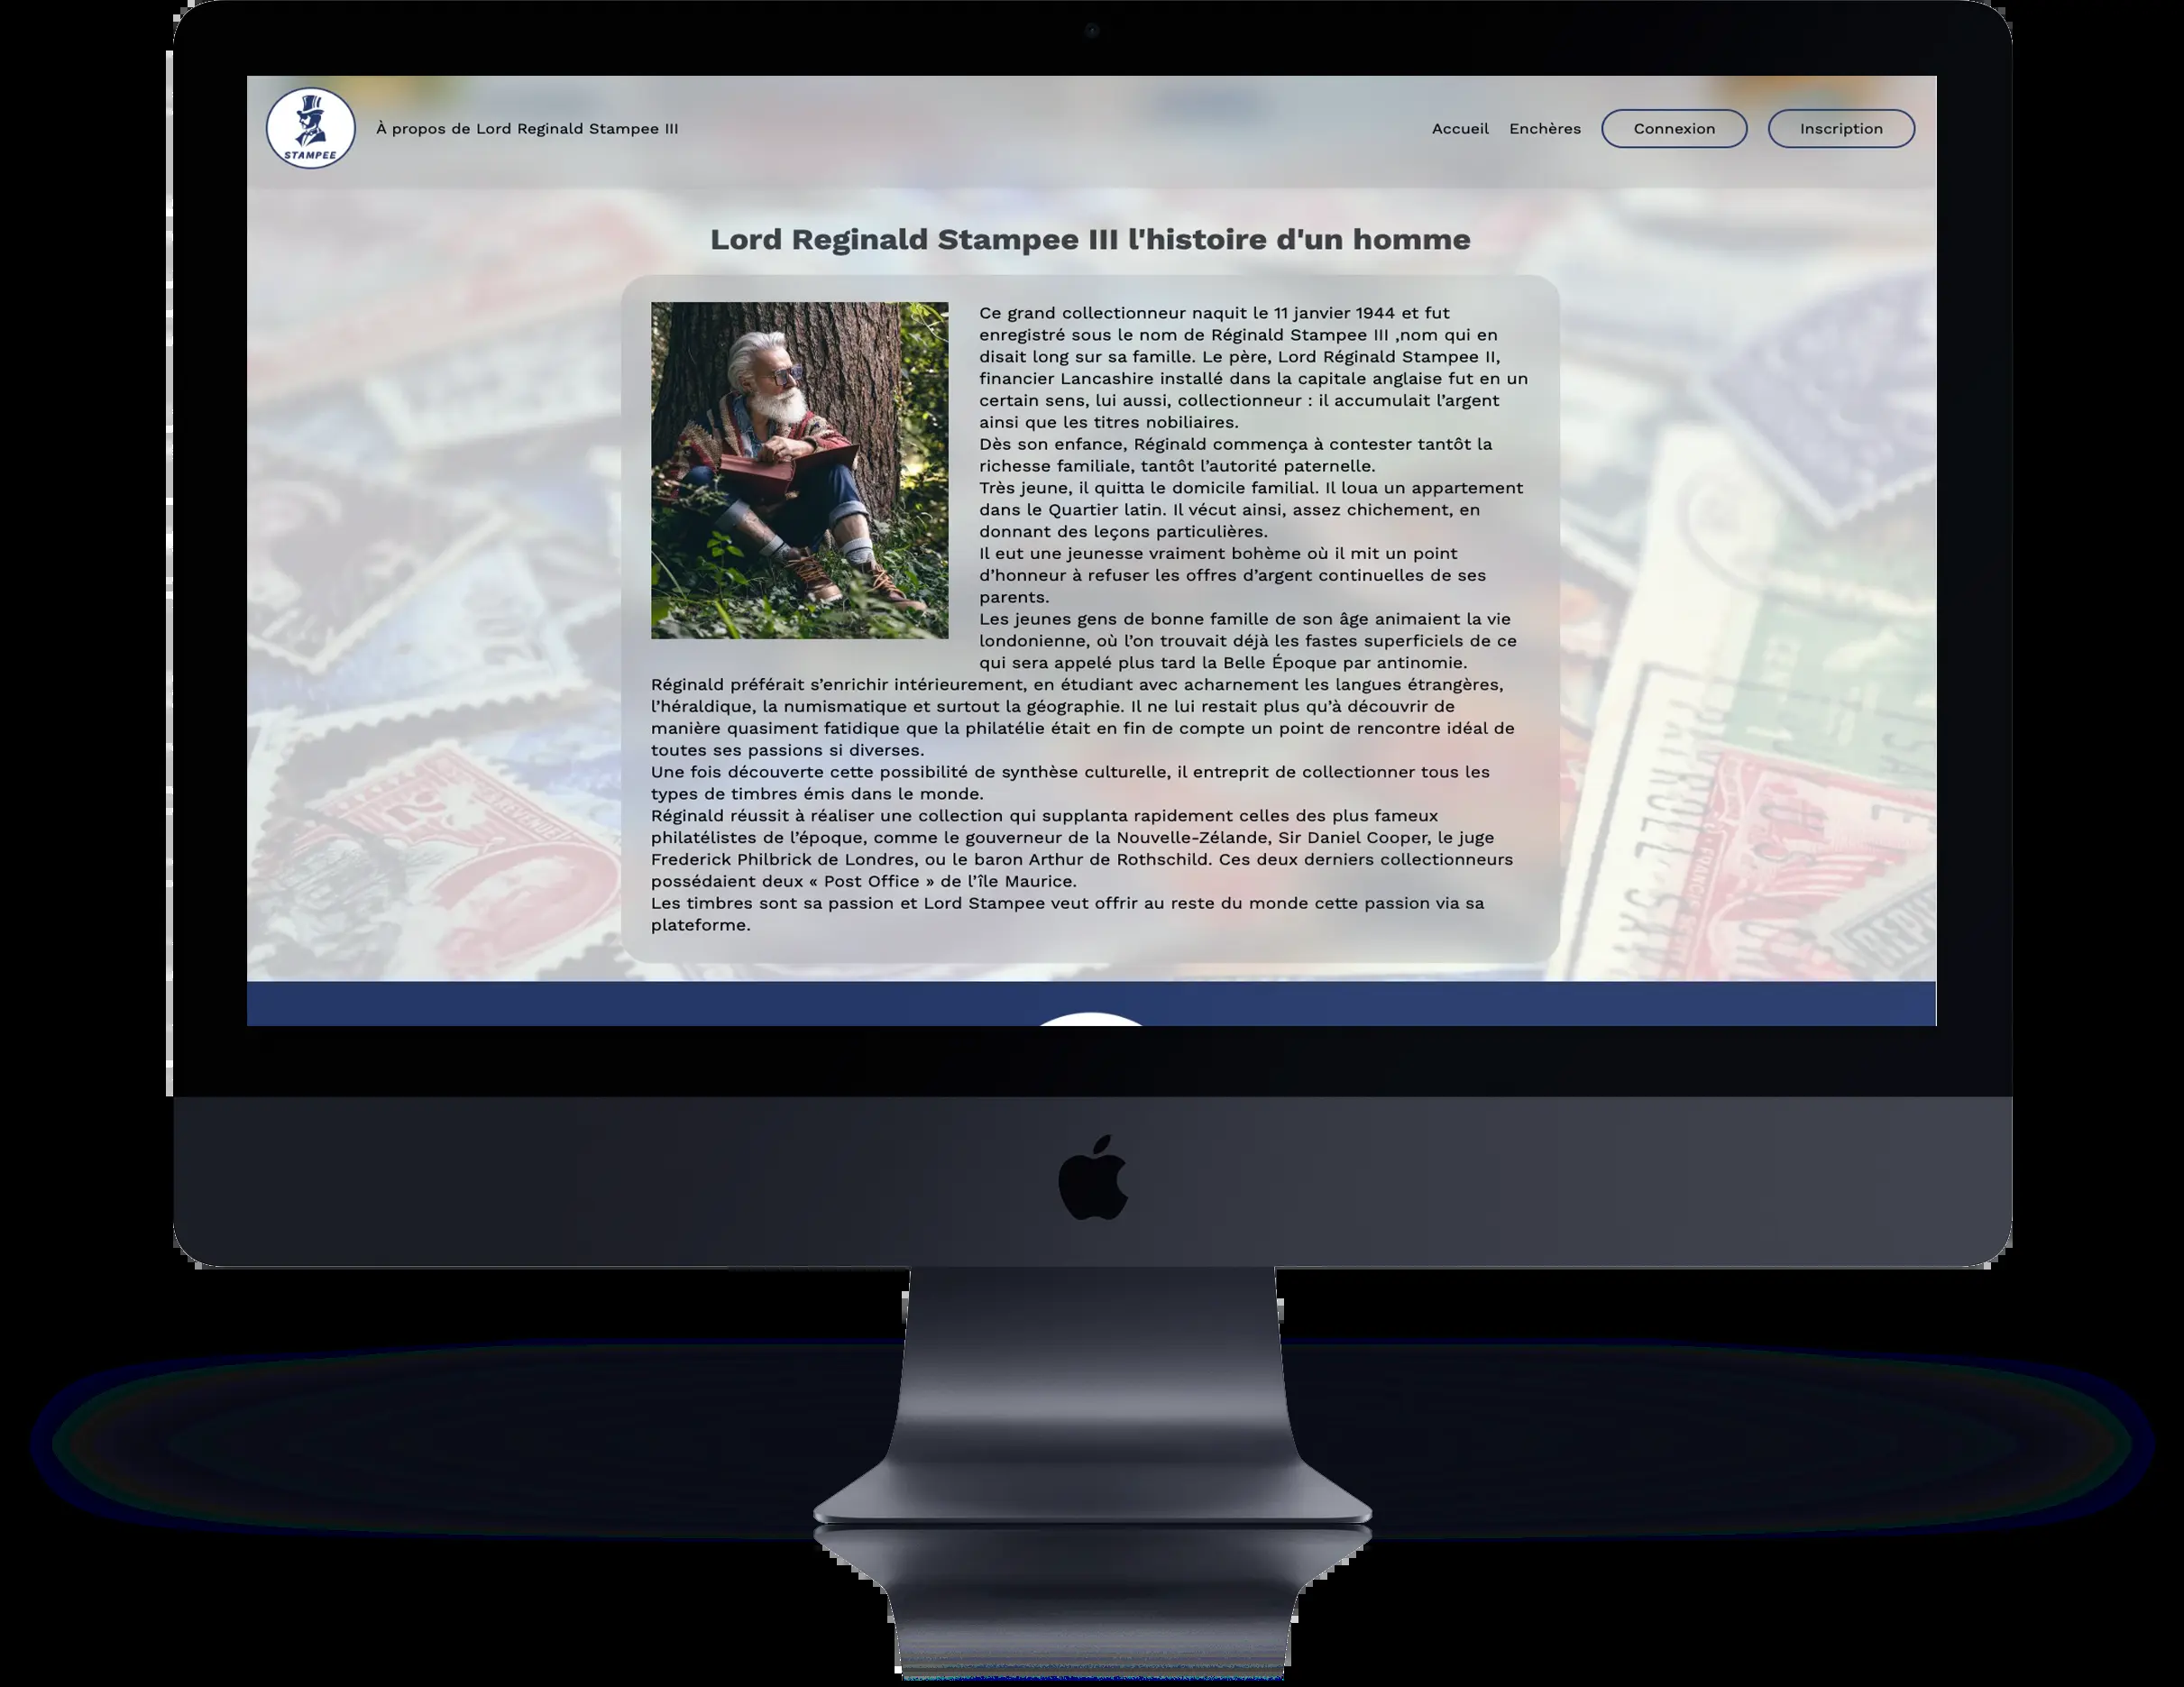 STAMPEE
À propos de Lord Reginald Stampee III
Accueil
Enchères
Connexion
Inscription
Lord Reginald Stampee III l'histoire d'un homme
Ce grand collectionneur naquit le 11 janvier 1944 et fut
enregistré sous le nom de Réginald Stampee III ,nom qui en
disait long sur sa famille. Le père, Lord Réginald Stampee II,
financier Lancashire installé dans la capitale anglaise fut en un
certain sens, lui aussi, collectionneur : il accumulait l’argent
ainsi que les titres nobiliaires.
Dès son enfance, Réginald commença à contester tantôt la
richesse familiale, tantôt l’autorité paternelle.
Très jeune, il quitta le domicile familial. Il loua un appartement
dans le Quartier latin. Il vécut ainsi, assez chichement, en
donnant des leçons particulières.
Il eut une jeunesse vraiment bohème où il mit un point
d’honneur à refuser les offres d’argent continuelles de ses
parents.
Les jeunes gens de bonne famille de son âge animaient la vie
londonienne, où l’on trouvait déjà les fastes superficiels de ce
qui sera appelé plus tard la Belle Époque par antinomie.
Réginald préférait s’enrichir intérieurement, en étudiant avec acharnement les langues étrangères,
l’héraldique, la numismatique et surtout la géographie. Il ne lui restait plus qu’à découvrir de
manière quasiment fatidique que la philatélie était en fin de compte un point de rencontre idéal de
toutes ses passions si diverses.
Une fois découverte cette possibilité de synthèse culturelle, il entreprit de collectionner tous les
types de timbres émis dans le monde.
Réginald réussit à réaliser une collection qui supplanta rapidement celles des plus fameux
philatélistes de l’époque, comme le gouverneur de la Nouvelle-Zélande, Sir Daniel Cooper, le juge
Frederick Philbrick de Londres, ou le baron Arthur de Rothschild. Ces deux derniers collectionneurs
possédaient deux « Post Office » de l’île Maurice.
Les timbres sont sa passion et Lord Stampee veut offrir au reste du monde cette passion via sa
plateforme.